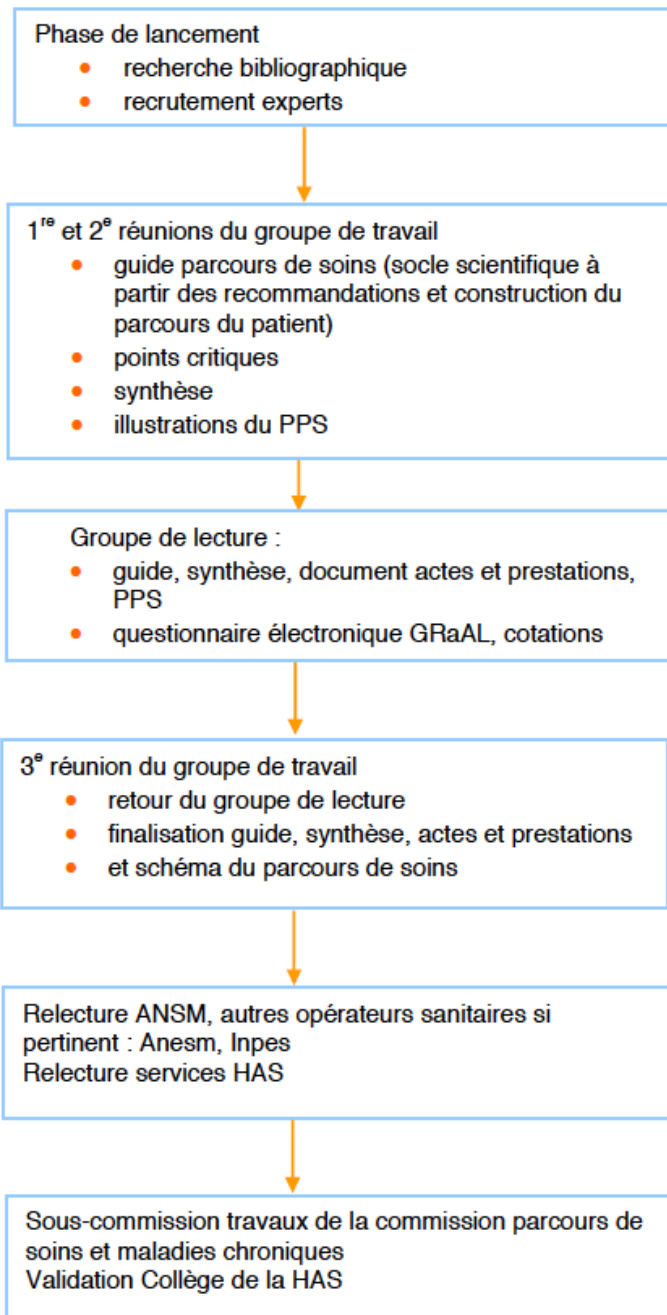 Phase de lancement
• recherche bibliographique
• recrutement experts
1re et 2e réunions du groupe de travail
• guide parcours de soins (socle scientifique à
partir des recommandations et construction du
parcours du patient)
• points critiques
• synthèse
• illustrations du PPS
Groupe de lecture :
• guide, synthèse, document actes et prestations,
PPS
• questionnaire électronique GRaAL, cotations
3e réunion du groupe de travail
• retour du groupe de lecture
• finalisation guide, synthèse, actes et prestations
• et schéma du parcours de soins
Relecture ANSM, autres opérateurs sanitaires si
pertinent : Anesm, Inpes
Relecture services HAS
Sous-commission travaux de la commission parcours de
soins et maladies chroniques
Validation Collège de la HAS